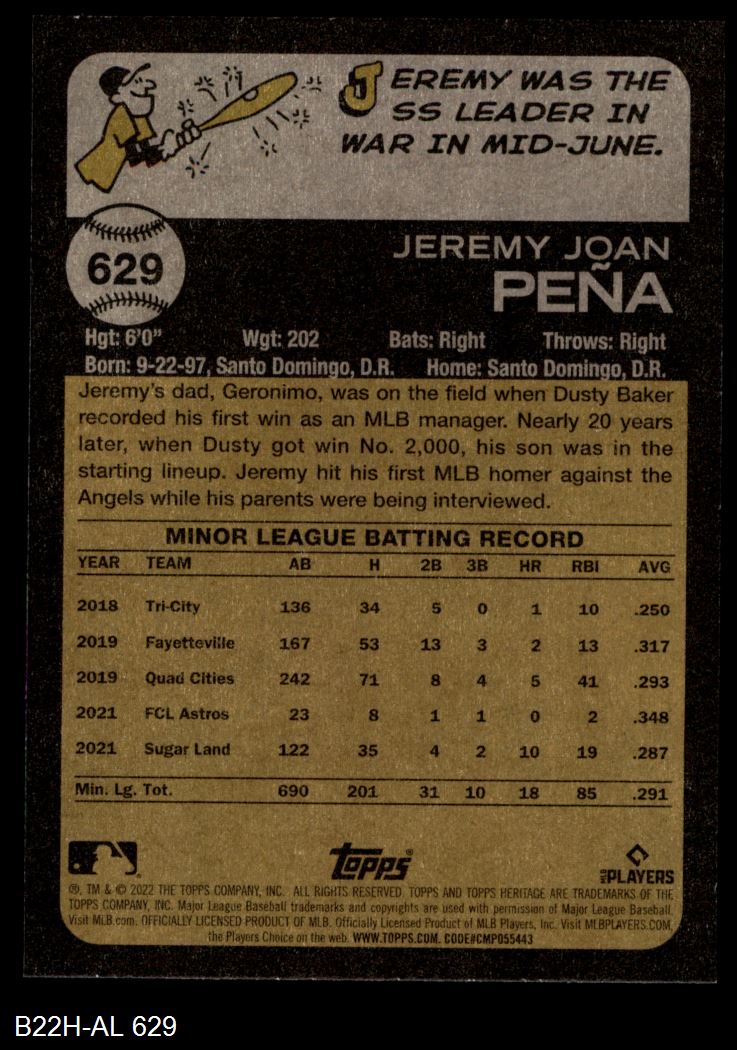 JEREMY WAS THE
SS LEADER IN
WAR IN MID-JUNE.
629
JEREMY JOAN
PEÑA
Hgt: 6'0" Wgt: 202 Bats: Right Throws: Right
Born: 9-22-97, Santo Domingo, D.R. Home: Santo Domingo, D.R.
Jeremy's dad, Geronimo, was on the field when Dusty Baker
recorded his first win as an MLB manager. Nearly 20 years
later, when Dusty got win No. 2,000, his son was in the
starting lineup. Jeremy hit his first MLB homer against the
Angels while his parents were being interviewed.
MINOR LEAGUE BATTING RECORD
YEAR TEAM AB H 2B 3B HR RBI AVG
2018 Tri-City 136 34 5 0 1 10 .250
2019 Fayetteville 167 53 13 3 2 13 .317
2019 Quad Cities 242 71 8 4 5 41 .293
2021 FCL Astros 23 8 1 1 0 2 .348
2021 Sugar Land 122 35 4 2 10 19 .287
Min. Lg. Tot. 690 201 31 10 18 85 .291
Topps®
MLB PLAYERS
®, TM & © 2022 THE TOPPS COMPANY, INC. ALL RIGHTS RESERVED. TOPPS AND TOPPS HERITAGE ARE TRADEMARKS OF THE
TOPPS COMPANY, INC. Major League Baseball trademarks and copyrights are used with permission of Major League Baseball.
Visit MLB.com. OFFICIALLY LICENSED PRODUCT OF MLB. Officially Licensed Product of MLB Players, Inc. Visit MLBPLAYERS.COM,
the Players Choice on the web. WWW.TOPPS.COM. CODE#CMP055443
B22H-AL 629